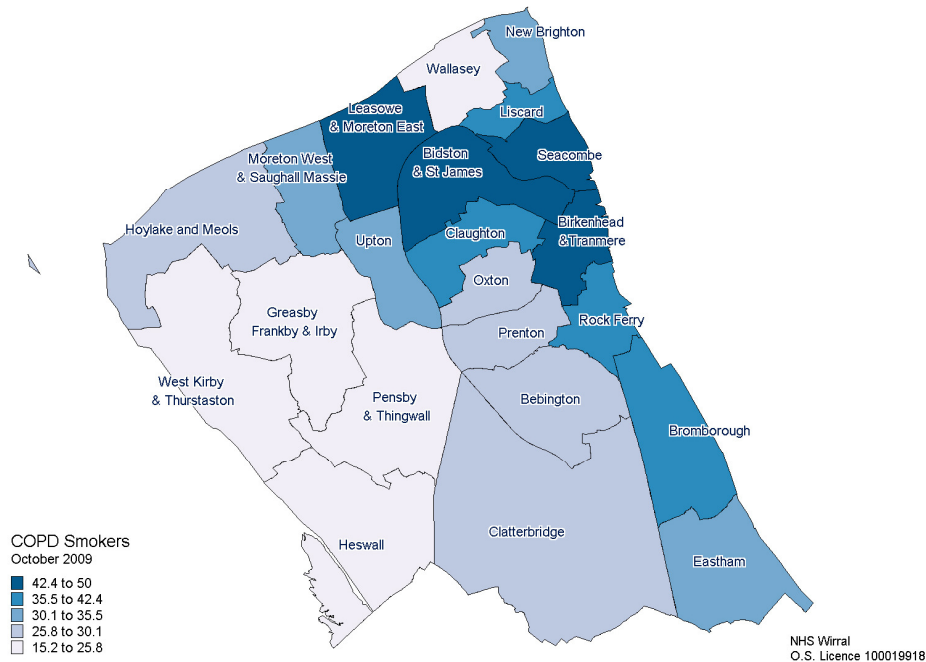 New Brighton
Wallasey
Leasowe
& Moreton East
Liscard
Moreton West
& Saughall Massie
Bidston
& St James
Seacombe
Hoylake and Meols
Upton
Claughton
Birkenhead
&Tranmere
Oxton
Greasby
Frankby & Irby
Prenton
Rock Ferry
West Kirby
& Thurstaston
Pensby
& Thingwall
Bebington
Bromborough
Clatterbridge
Heswall
Eastham
COPD Smokers
October 2009
42.4 to 50
35.5 to 42.4
30.1 to 35.5
25.8 to 30.1
15.2 to 25.8
NHS Wirral
O.S. Licence 100019918